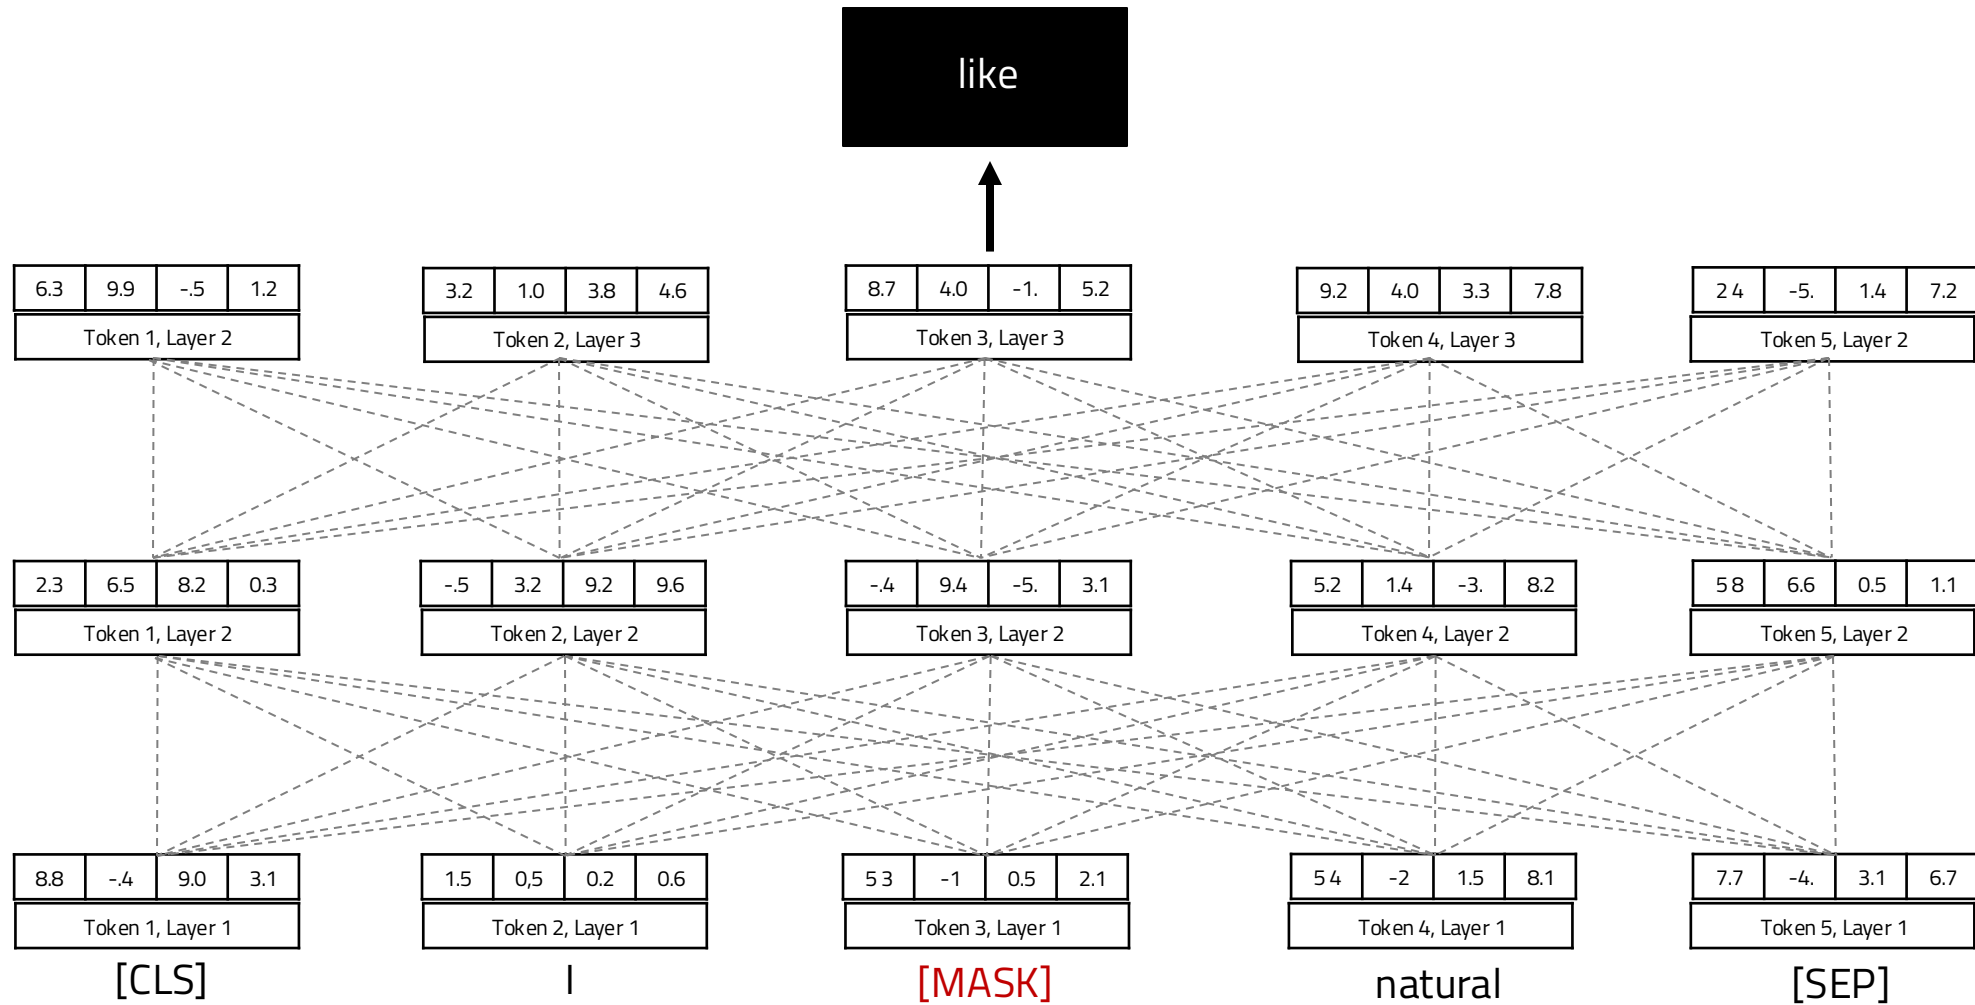 like
6.3 9.9 -.5 1.2
3.2 1.0 3.8 4.6
8.7 4.0 -1. 5.2
9.2 4.0 3.3 7.8
2 4 -5. 1.4 7.2
Token 1, Layer 2
Token 2, Layer 3
Token 3, Layer 3
Token 4, Layer 3
Token 5, Layer 2
2.3 6.5 8.2 0.3
-.5 3.2 9.2 9.6
-.4 9.4 -5. 3.1
5.2 1.4 -3. 8.2
5 8 6.6 0.5 1.1
Token 1, Layer 2
Token 2, Layer 2
Token 3, Layer 2
Token 4, Layer 2
Token 5, Layer 2
8.8 -.4 9.0 3.1
1.5 0,5 0.2 0.6
5 3 -1 0.5 2.1
5 4 -2 1.5 8.1
7.7 -4. 3.1 6.7
Token 1, Layer 1
Token 2, Layer 1
Token 3, Layer 1
Token 4, Layer 1
Token 5, Layer 1
[CLS]
I
[MASK]
natural
[SEP]